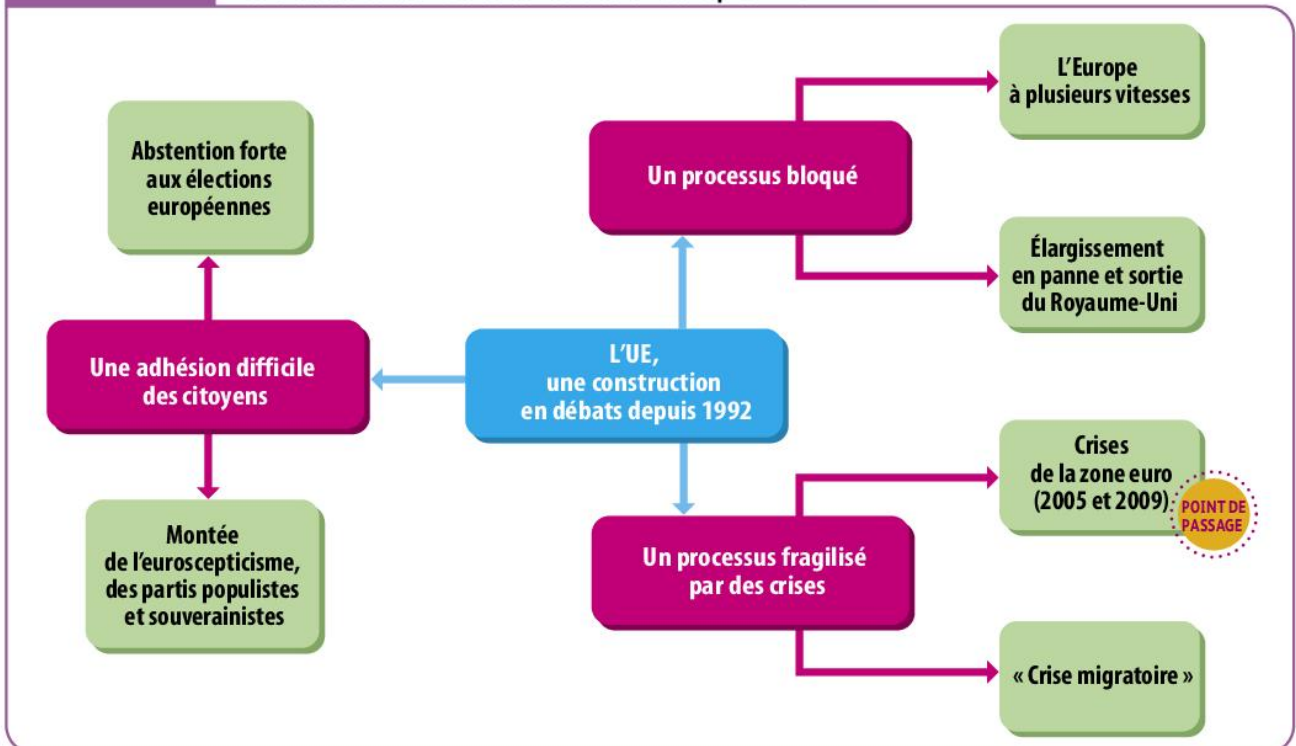 L'Europe
à plusieurs vitesses
Abstention forte
aux élections
européennes
Un processus bloqué
Élargissement
en panne et sortie
du Royaume-Uni
Une adhésion difficile
des citoyens
L'UE,
une construction
en débats depuis 1992
Crises
de la zone euro
(2005 et 2009)
POINT DE
PASSAGE
Montée
de l'euroscepticisme,
des partis populistes
et souverainistes
Un processus fragilisé
par des crises
« Crise migratoire »